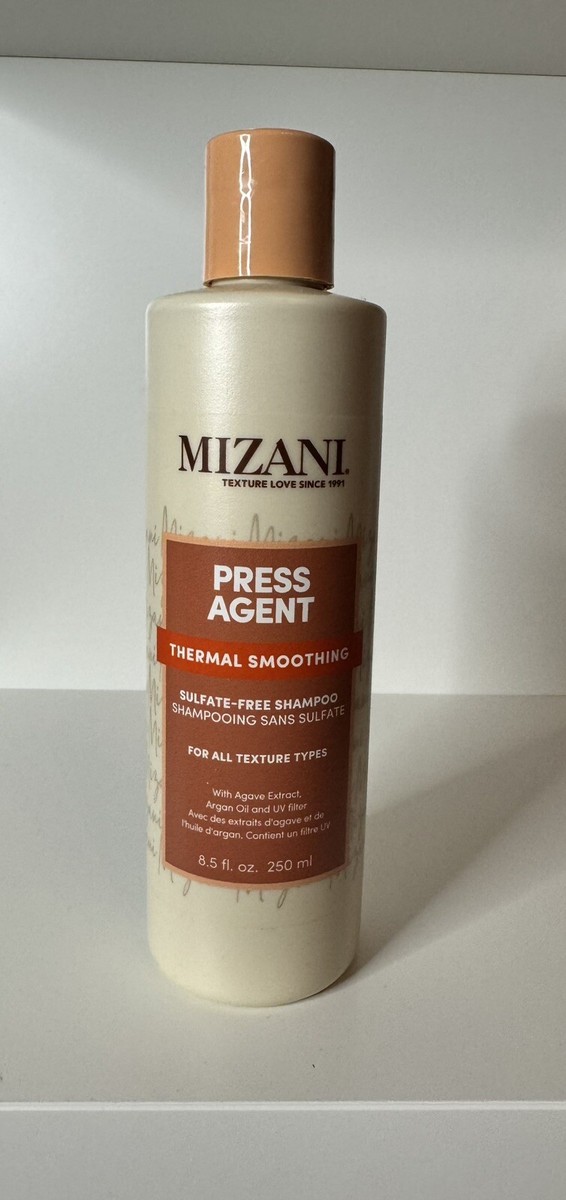 MIZANI.
TEXTURE LOVE SINCE 1991
Mizani Mizani
PRESS
AGENT
THERMAL SMOOTHING
SULFATE-FREE SHAMPOO
SHAMPOOING SANS SULFATE
FOR ALL TEXTURE TYPES
With Agave Extract,
Argan Oil and UV filter
Avec des extraits d'agave et de
l'huile d'argan. Contient un filtre UV
8.5 fl. oz. 250 ml